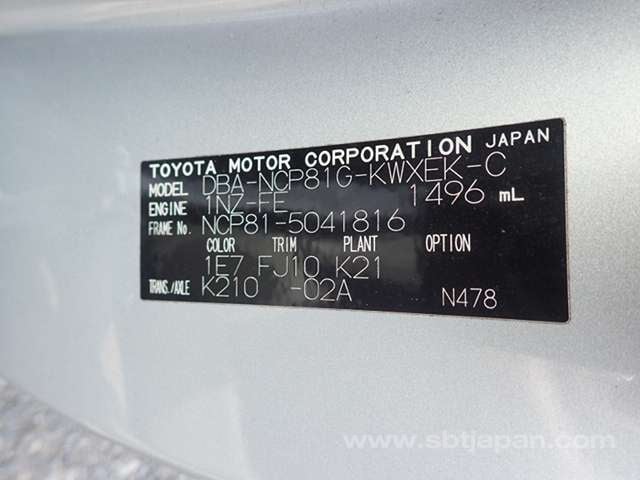 TOYOTA MOTOR CORPORATION JAPAN
MODEL DBA-NCP81G-KWXEK-C
ENGINE 1NZ-FE 1496 mL
FRAME No. NCP81-5041816
COLOR TRIM PLANT OPTION
1E7 FJ10 K21
TRANS./AXLE K210 -02A N478
www.sbtjapan.com